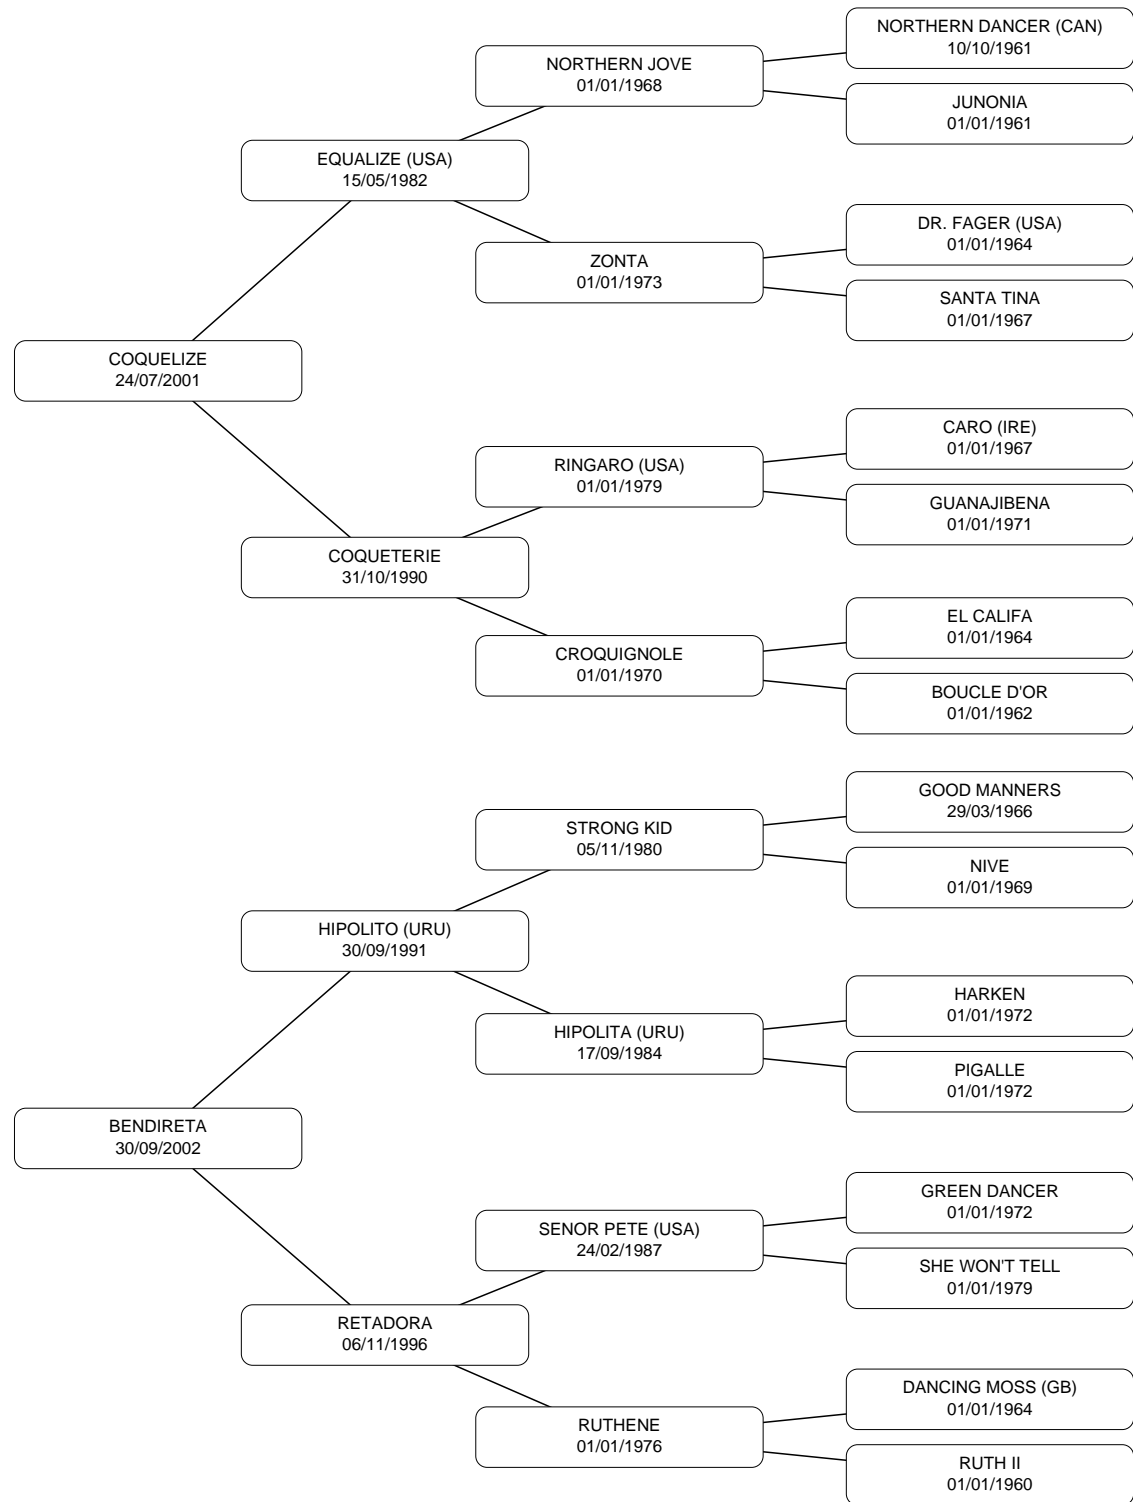 NORTHERN DANCER (CAN)
10/10/1961
NORTHERN JOVE
01/01/1968
JUNONIA
01/01/1961
EQUALIZE (USA)
15/05/1982
DR. FAGER (USA)
01/01/1964
ZONTA
01/01/1973
SANTA TINA
01/01/1967
COQUELIZE
24/07/2001
CARO (IRE)
01/01/1967
RINGARO (USA)
01/01/1979
GUANAJIBENA
01/01/1971
COQUETERIE
31/10/1990
EL CALIFA
01/01/1964
CROQUIGNOLE
01/01/1970
BOUCLE D'OR
01/01/1962
GOOD MANNERS
29/03/1966
STRONG KID
05/11/1980
NIVE
01/01/1969
HIPOLITO (URU)
30/09/1991
HARKEN
01/01/1972
HIPOLITA (URU)
17/09/1984
PIGALLE
01/01/1972
BENDIRETA
30/09/2002
GREEN DANCER
01/01/1972
SENOR PETE (USA)
24/02/1987
SHE WON'T TELL
01/01/1979
RETADORA
06/11/1996
DANCING MOSS (GB)
01/01/1964
RUTHENE
01/01/1976
RUTH II
01/01/1960